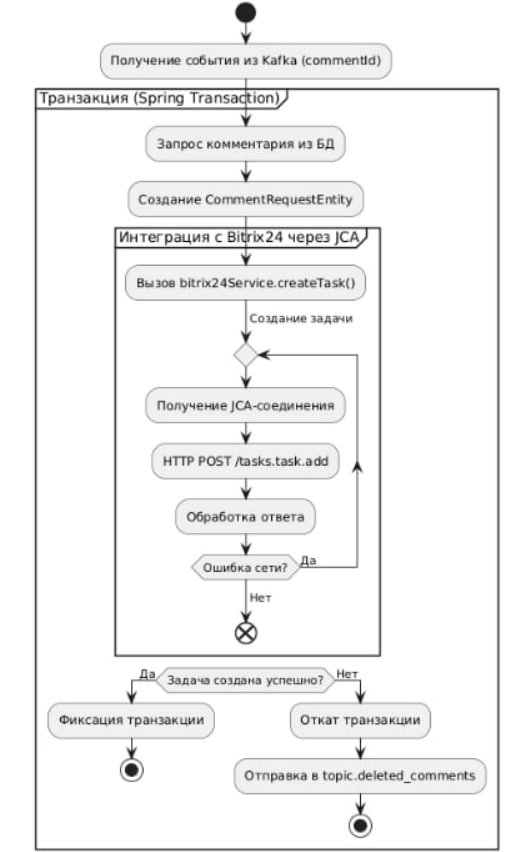 Получение события из Kafka (commentId)
Транзакция (Spring Transaction)
Запрос комментария из БД
Создание CommentRequestEntity
Интеграция с Bitrix24 через JCA
Вызов bitrix24Service.createTask()
Создание задачи
Получение JCA-соединения
HTTP POST /tasks.task.add
Обработка ответа
Ошибка сети?
Да
Нет
Да
Задача создана успешно?
Нет
Фиксация транзакции
Откат транзакции
Отправка в topic.deleted_comments